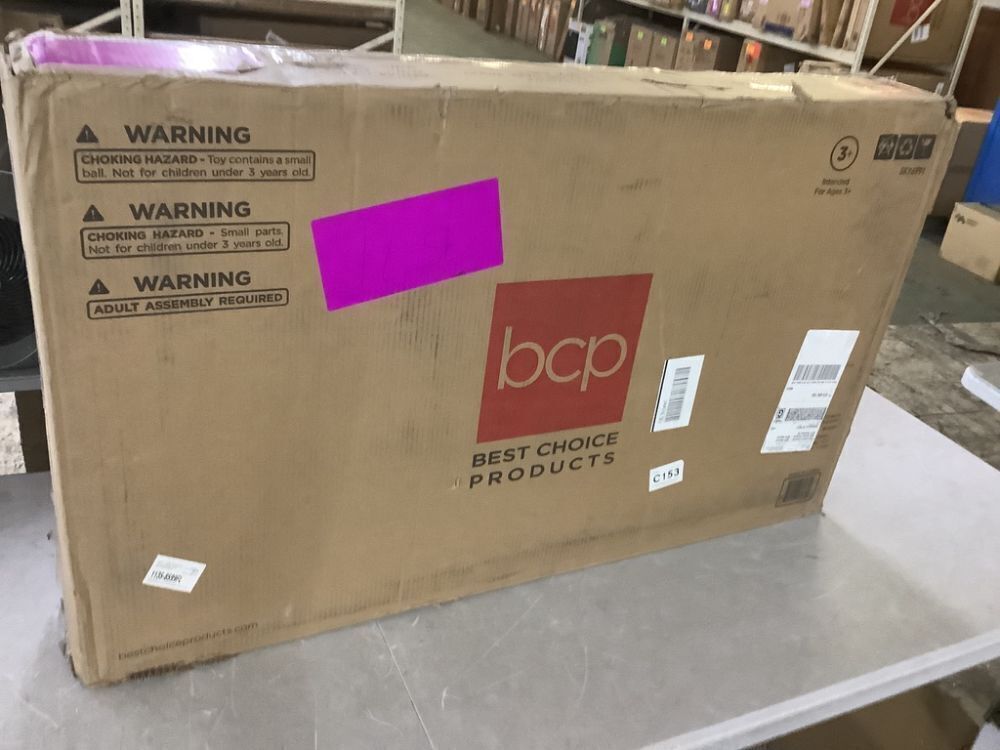 WARNING
CHOKING HAZARD - Toy contains a small
ball. Not for children under 3 years old.
WARNING
CHOKING HAZARD - Small parts.
Not for children under 3 years old.
WARNING
ADULT ASSEMBLY REQUIRED
3+
Intended
For Ages 3+
bcp
BEST CHOICE
PRODUCTS
C153
bestchoiceproducts.com